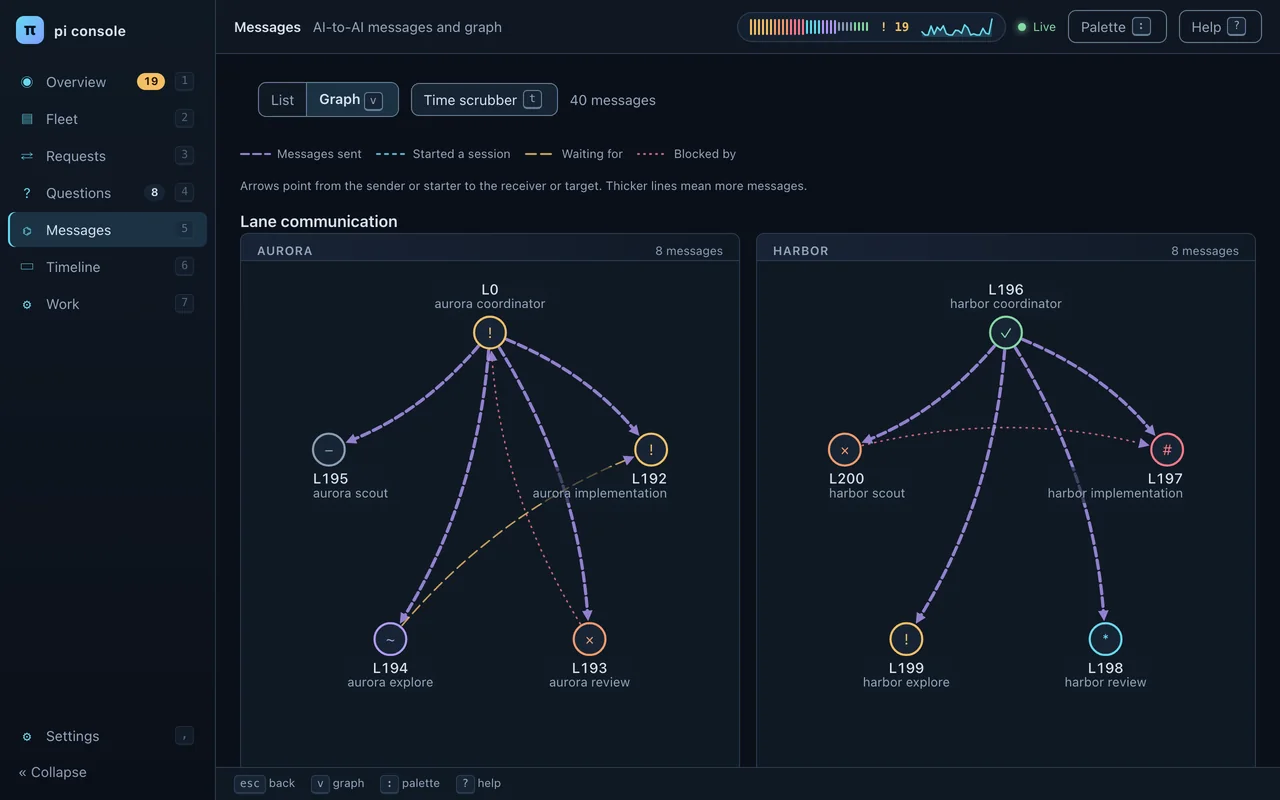 π pi console
Overview 19 1
Fleet 2
Requests 3
? Questions 8 4
Messages 5
Timeline 6
Work 7
Settings ,
« Collapse
Messages AI-to-AI messages and graph
! 19
Live
Palette :
Help ?
List Graph v Time scrubber t 40 messages
Messages sent Started a session Waiting for Blocked by
Arrows point from the sender or starter to the receiver or target. Thicker lines mean more messages.
Lane communication
AURORA 8 messages
L0
aurora coordinator
!
–
L195
aurora scout
!
L192
aurora implementation
~
L194
aurora explore
×
L193
aurora review
HARBOR 8 messages
L196
harbor coordinator
✓
×
L200
harbor scout
#
L197
harbor implementation
!
L199
harbor explore
*
L198
harbor review
esc back v graph : palette ? help